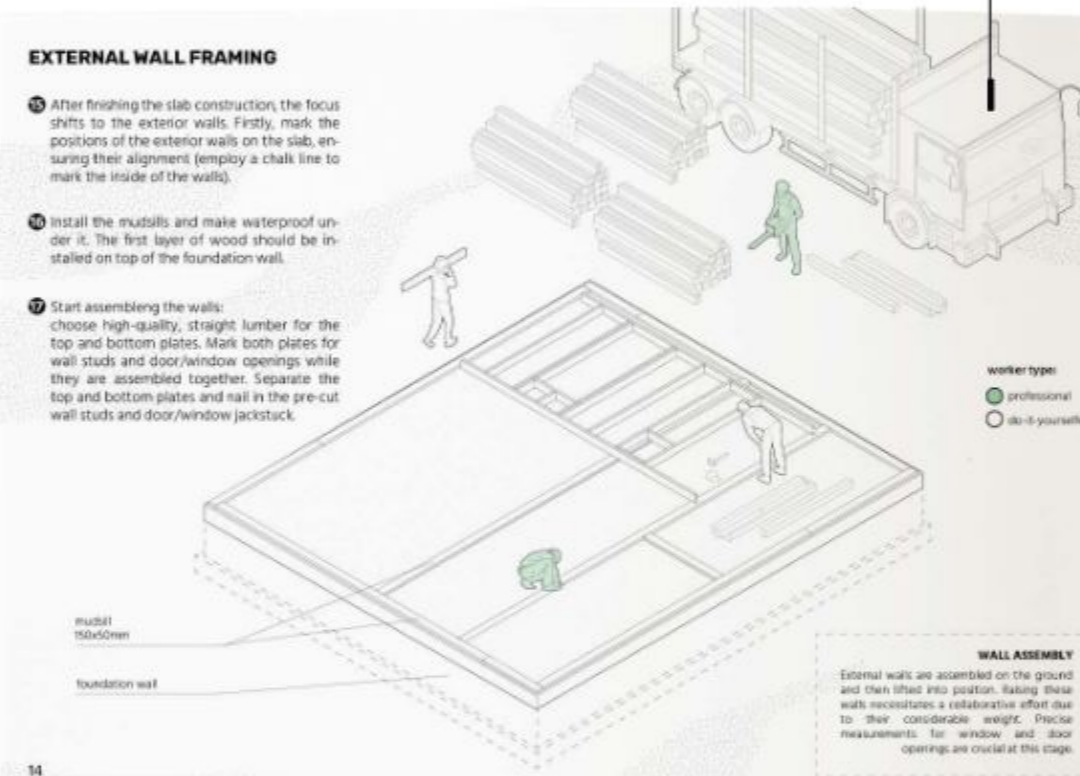 EXTERNAL WALL FRAMING
15 After finishing the slab construction, the focus
shifts to the exterior walls. Firstly, mark the
positions of the exterior walls on the slab, en-
suring their alignment (employ a chalk line to
mark the inside of the walls).
16 Install the mudsills and make waterproof un-
der it. The first layer of wood should be in-
stalled on top of the foundation wall.
17 Start assembleng the walls:
choose high-quality, straight lumber for the
top and bottom plates. Mark both plates for
wall studs and door/window openings while
they are assembled together. Separate the
top and bottom plates and nail in the pre-cut
wall studs and door/window jackstuck.
worker type:
professional
do-it-yourself
mudsill
150x50mm
foundation wall
WALL ASSEMBLY
External walls are assembled on the ground
and then lifted into position. Raising these
walls necessitates a collaborative effort due
to their considerable weight. Precise
measurements for window and door
openings are crucial at this stage.
14